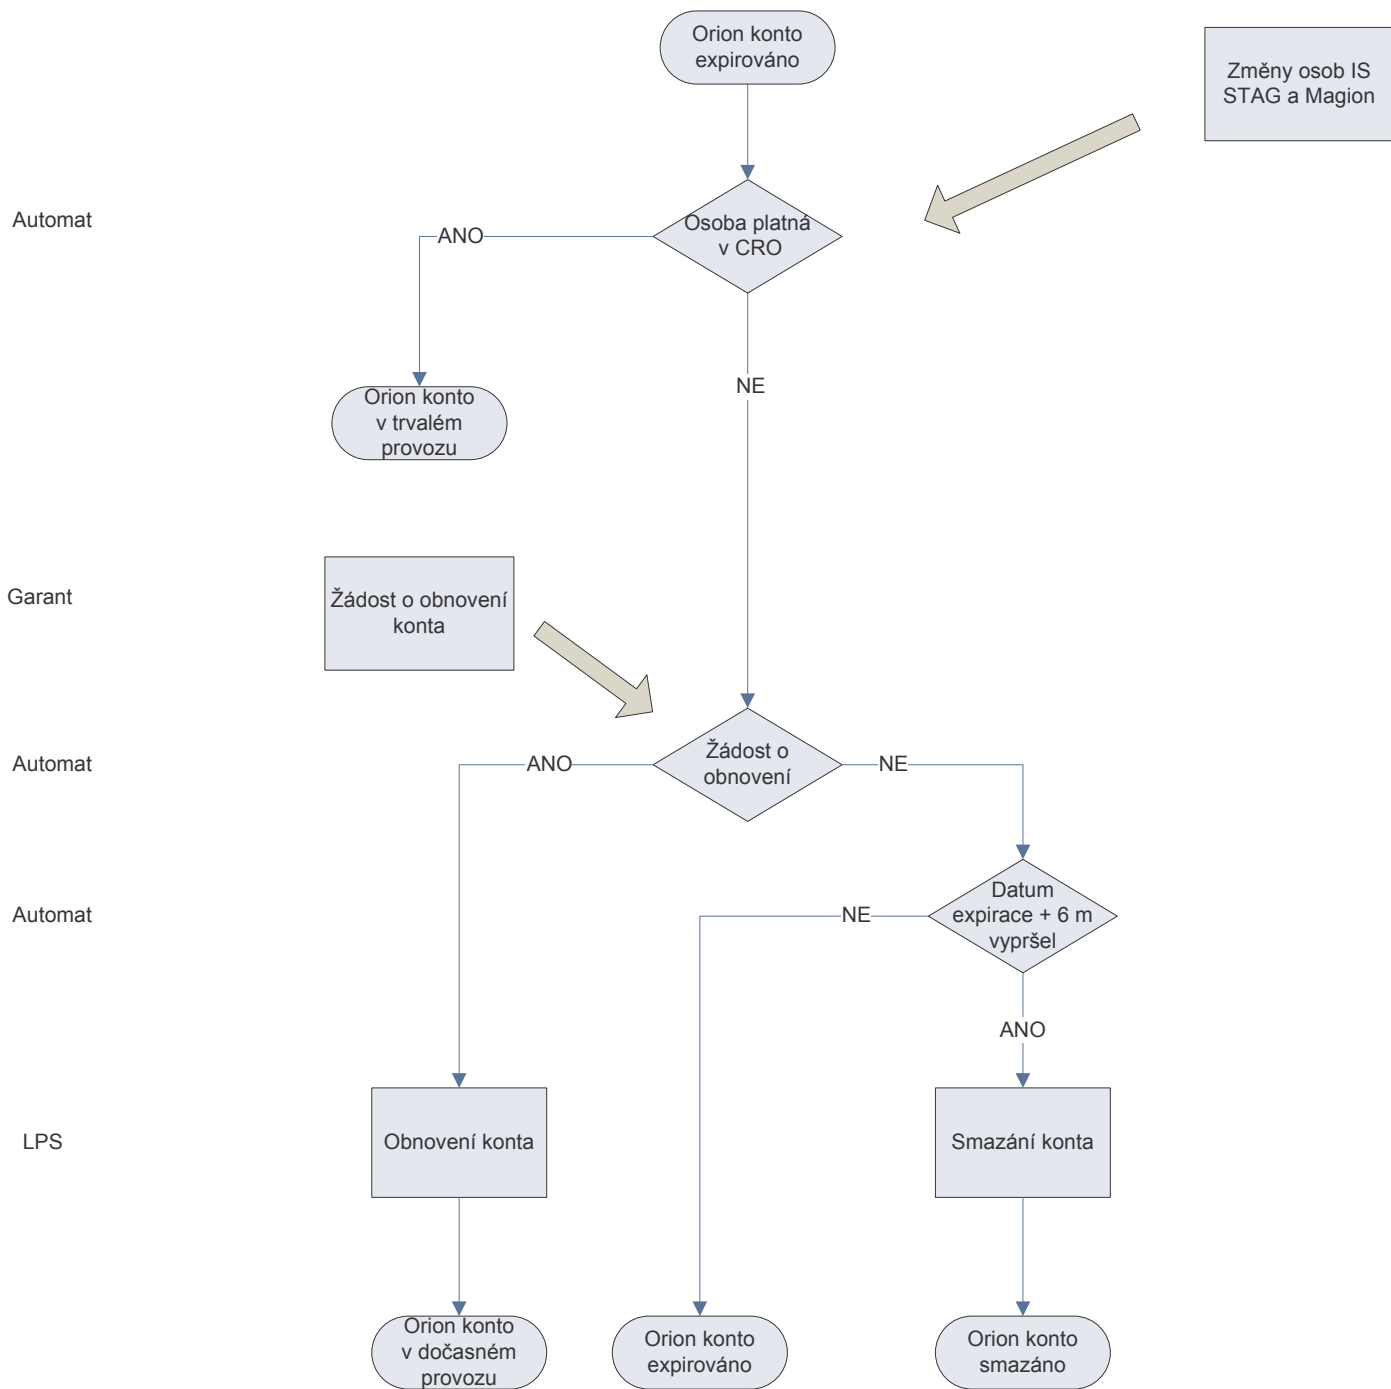 Orion konto
expirováno
Změny osob IS
STAG a Magion
Automat
Osoba platná
v CRO
ANO
NE
Orion konto
v trvalém
provozu
Garant
Žádost o obnovení
konta
Automat
Žádost o
obnovení
ANO
NE
Automat
Datum
expirace + 6 m
vypršel
NE
ANO
LPS
Obnovení konta
Smazání konta
Orion konto
v dočasném
provozu
Orion konto
expirováno
Orion konto
smazáno